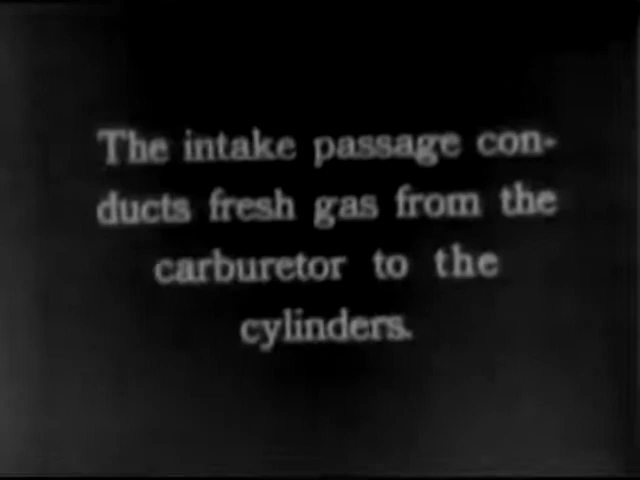 The intake passage con-
ducts fresh gas from the
carburetor to the
cylinders.